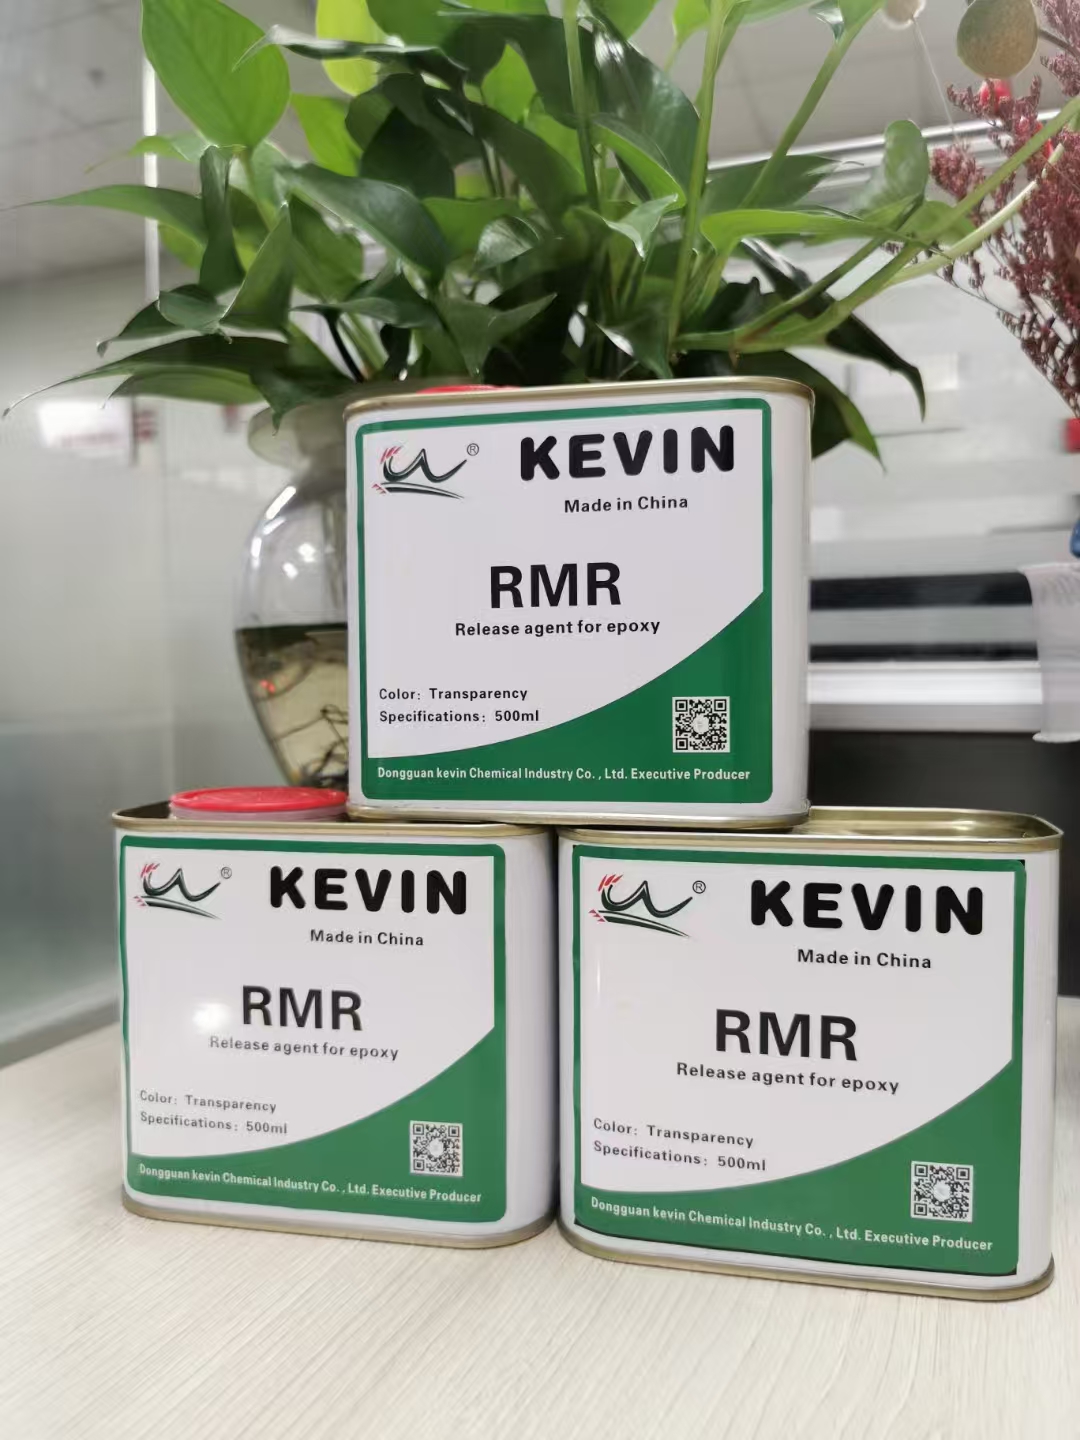 ®
KEVIN
Made in China
RMR
Release agent for epoxy
Color: Transparency
Specifications: 500ml
Dongguan kevin Chemical Industry Co. , Ltd. Executive Producer
®
KEVIN
Made in China
RMR
Release agent for epoxy
Color: Transparency
Specifications: 500ml
Dongguan kevin Chemical Industry Co. , Ltd. Executive Producer
®
KEVIN
Made in China
RMR
Release agent for epoxy
Color: Transparency
Specifications: 500ml
Dongguan kevin Chemical Industry Co. , Ltd. Executive Producer